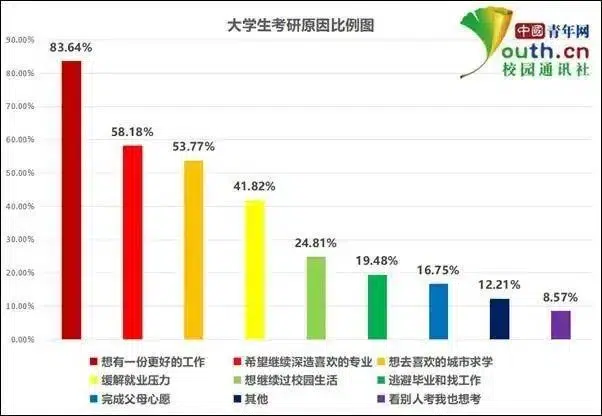 大学生考研原因比例图
中國青年网
outh.cn
校园通讯社
90.00%
80.00%
70.00%
60.00%
50.00%
40.00%
30.00%
20.00%
10.00%
0.00%
83.64%
58.18%
53.77%
41.82%
24.81%
19.48%
16.75%
12.21%
8.57%
想有一份更好的工作 希望继续深造喜欢的专业 想去喜欢的城市求学
缓解就业压力 想继续过校园生活 逃避毕业和找工作
完成父母心愿 其他 看别人考我也想考